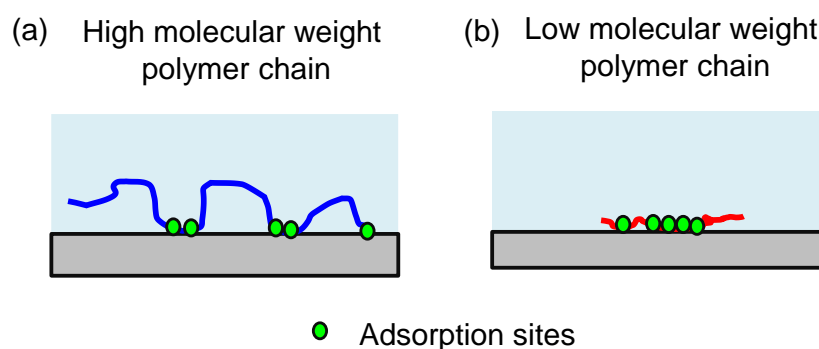 (a) High molecular weight
polymer chain
(b) Low molecular weight
polymer chain
Adsorption sites